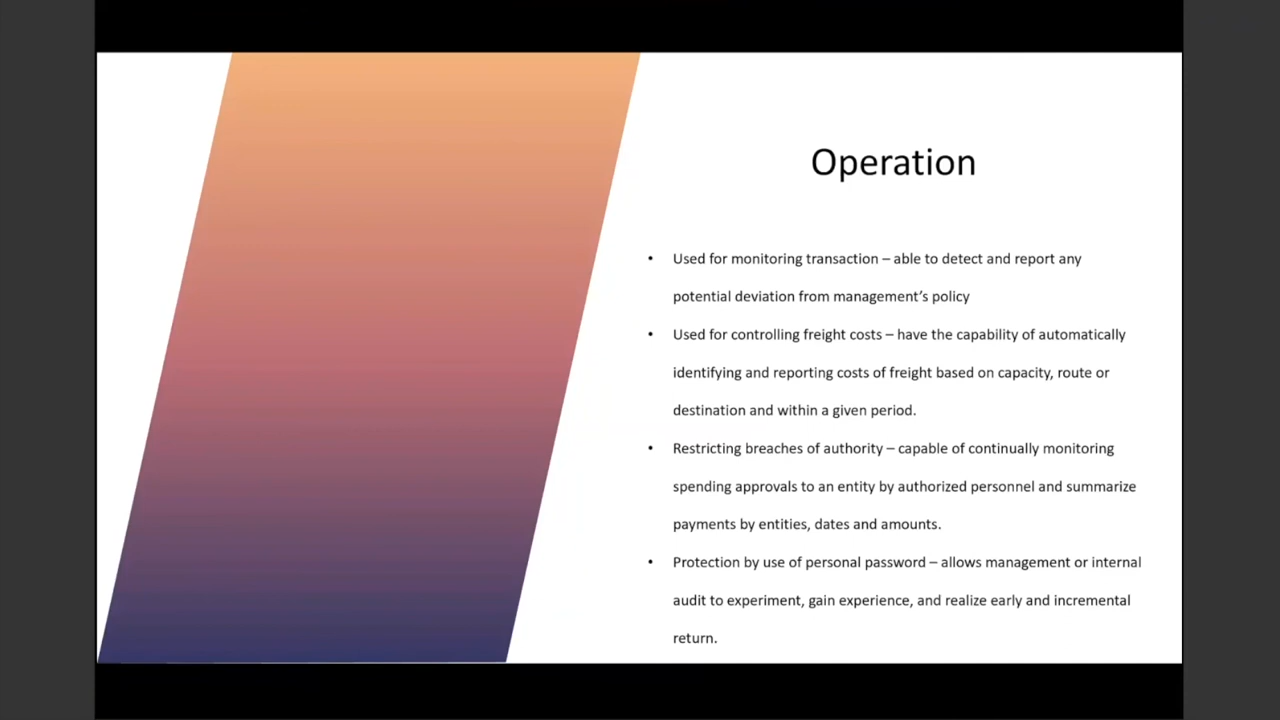 Operation
• Used for monitoring transaction – able to detect and report any
potential deviation from management’s policy
• Used for controlling freight costs – have the capability of automatically
identifying and reporting costs of freight based on capacity, route or
destination and within a given period.
• Restricting breaches of authority – capable of continually monitoring
spending approvals to an entity by authorized personnel and summarize
payments by entities, dates and amounts.
• Protection by use of personal password – allows management or internal
audit to experiment, gain experience, and realize early and incremental
return.